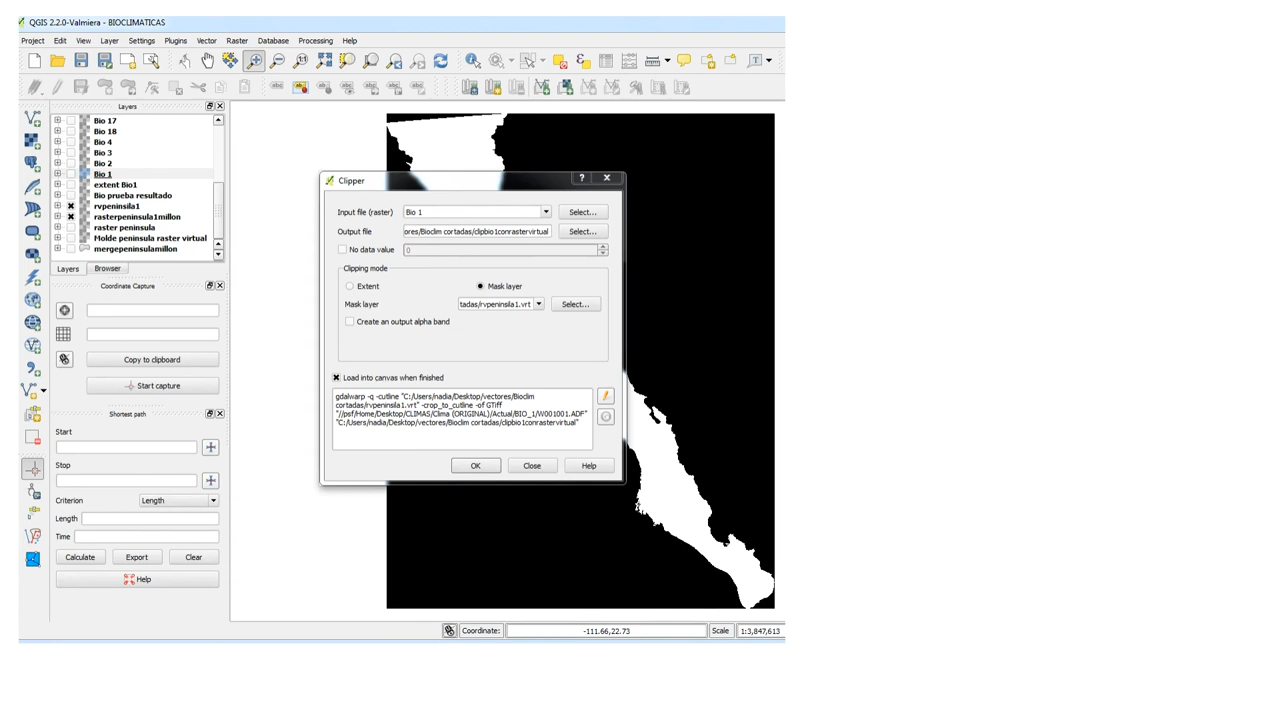 QGIS 2.2.0-Valmiera - BIOCLIMATICAS
Project Edit View Layer Settings Plugins Vector Raster Database Processing Help
Layers
Bio 17
Bio 18
Bio 4
Bio 3
Bio 2
Bio 1
extent Bio1
Bio prueba resultado
rvpeninsila1
rasterpeninsula1millon
raster peninsula
Molde peninsula raster virtual
mergepeninsulamillon
Layers Browser
Coordinate Capture
Copy to clipboard
Start capture
Shortest path
Start
Stop
Criterion Length
Length
Time
Calculate Export Clear
Help
Clipper
Input file (raster) Bio 1 Select...
Output file ores/Bioclim cortadas/clipbio1conrastervirtual Select...
No data value 0
Clipping mode
Extent Mask layer
Mask layer tadas/rvpeninsila1.vrt Select...
Create an output alpha band
Load into canvas when finished
gdalwarp -q -cutline "C:/Users/nadia/Desktop/vectores/Bioclim
cortadas/rvpeninsila1.vrt" -crop_to_cutline -of GTiff
"//psf/Home/Desktop/CLIMAS/Clima (ORIGINAL)/Actual/BIO_1/W001001.ADF"
"C:/Users/nadia/Desktop/vectores/Bioclim cortadas/clipbio1conrastervirtual"
OK Close Help
Coordinate: -111.66,22.73 Scale 1:3,847,613